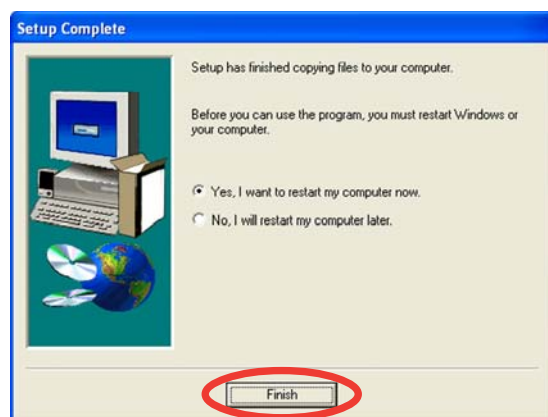 Setup Complete
Setup has finished copying files to your computer.
Before you can use the program, you must restart Windows or
your computer.
Yes, I want to restart my computer now.
No, I will restart my computer later.
Finish